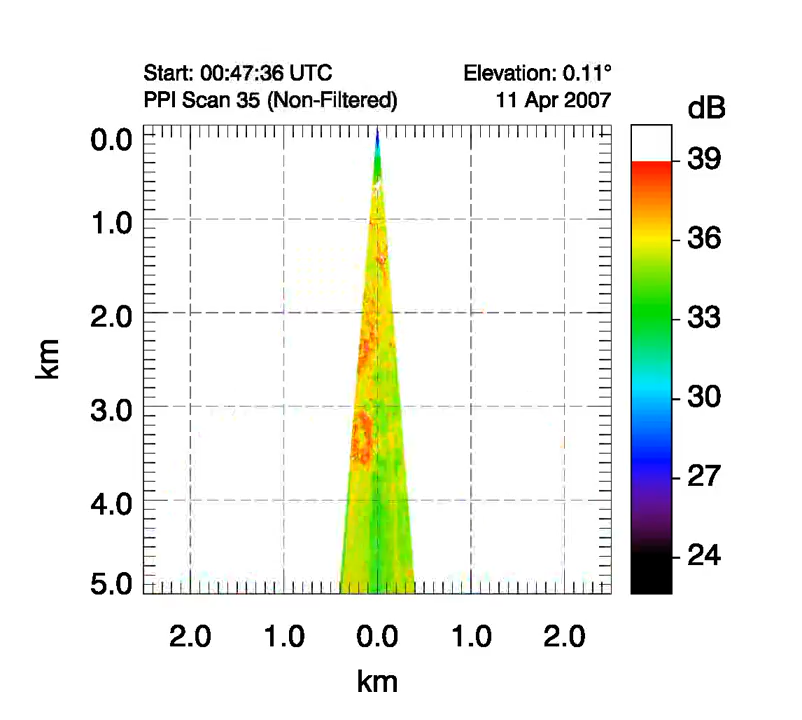 Start: 00:47:36 UTC
Elevation: 0.11°
PPI Scan 35 (Non-Filtered)
11 Apr 2007
dB
0.0
1.0
2.0
3.0
4.0
5.0
km
2.0
1.0
0.0
1.0
2.0
km
39
36
33
30
27
24